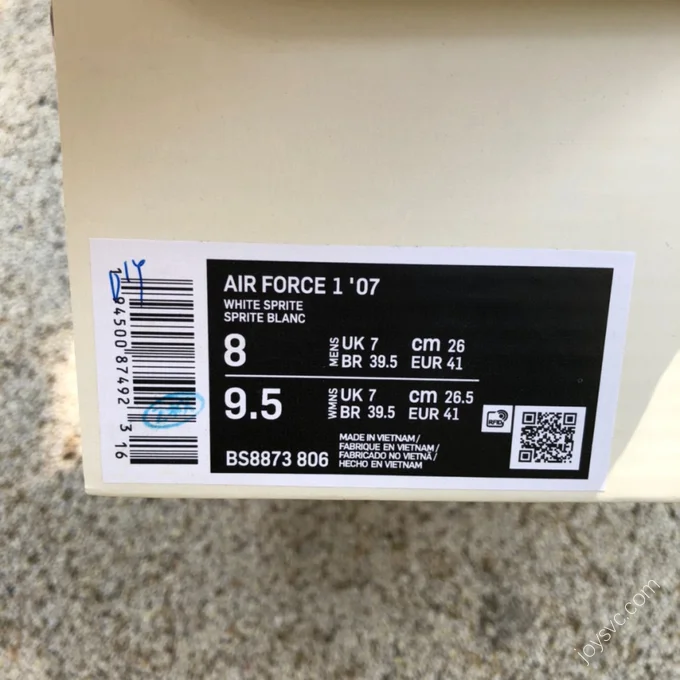 AIR FORCE 1 '07
WHITE SPRITE
SPRITE BLANC
8 MENS UK 7 cm 26
BR 39.5 EUR 41
9.5 WMNS UK 7 cm 26.5
BR 39.5 EUR 41
RFID
BS8873 806
MADE IN VIETNAM/
FABRIQUE EN VIETNAM/
FABRICADO NO VIETNÃ/
HECHO EN VIETNAM
94500 87492 3 16
joysvc.com